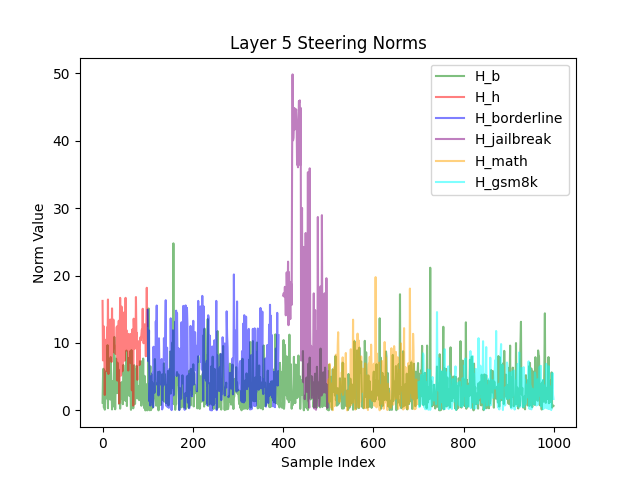 Layer 5 Steering Norms
Norm Value
50
40
30
20
10
0
H_b
H_h
H_borderline
H_jailbreak
H_math
H_gsm8k
0 200 400 600 800 1000
Sample Index